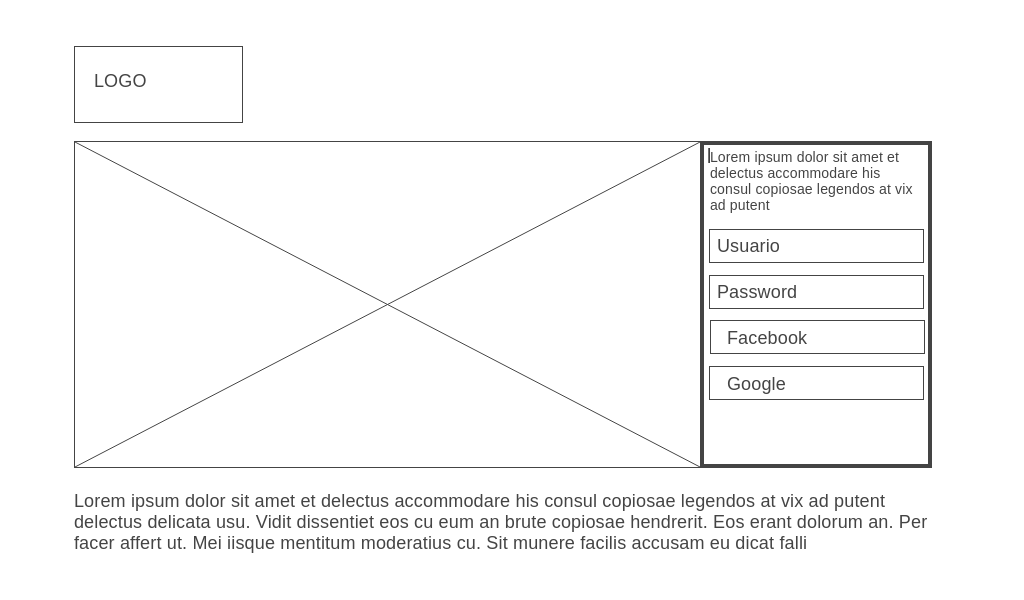 LOGO
Lorem ipsum dolor sit amet et
delectus accommodare his
consul copiosae legendos at vix
ad putent
Usuario
Password
Facebook
Google
Lorem ipsum dolor sit amet et delectus accommodare his consul copiosae legendos at vix ad putent
delectus delicata usu. Vidit dissentiet eos cu eum an brute copiosae hendrerit. Eos erant dolorum an. Per
facer affert ut. Mei iisque mentitum moderatius cu. Sit munere facilis accusam eu dicat falli